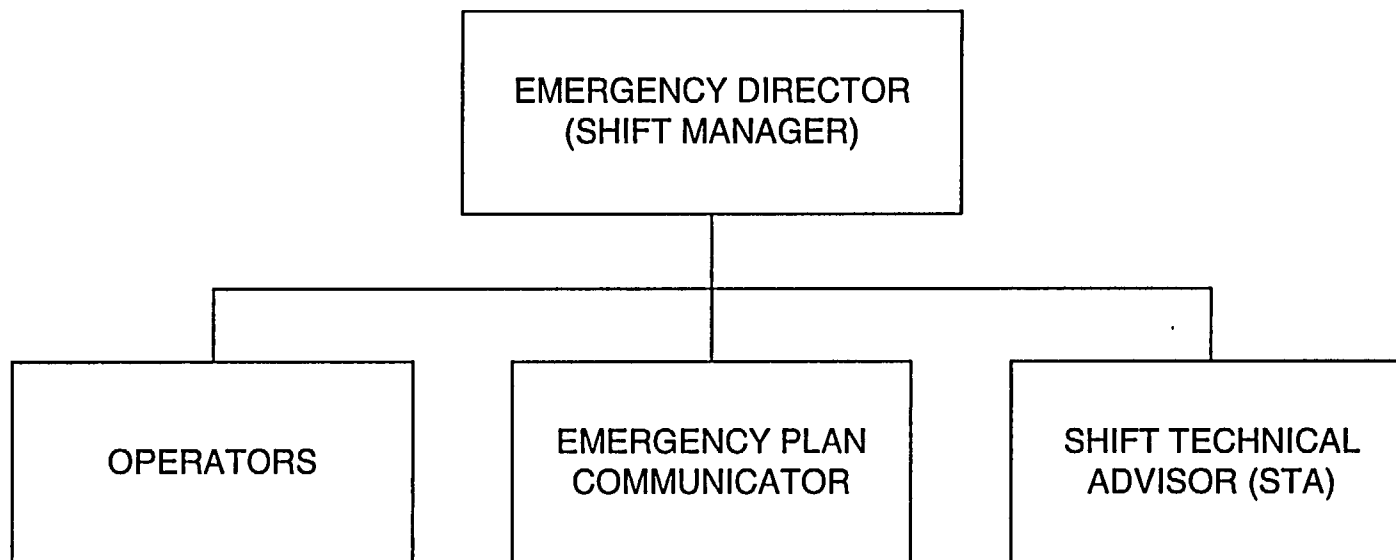 EMERGENCY DIRECTOR
(SHIFT MANAGER)
OPERATORS
EMERGENCY PLAN
COMMUNICATOR
SHIFT TECHNICAL
ADVISOR (STA)